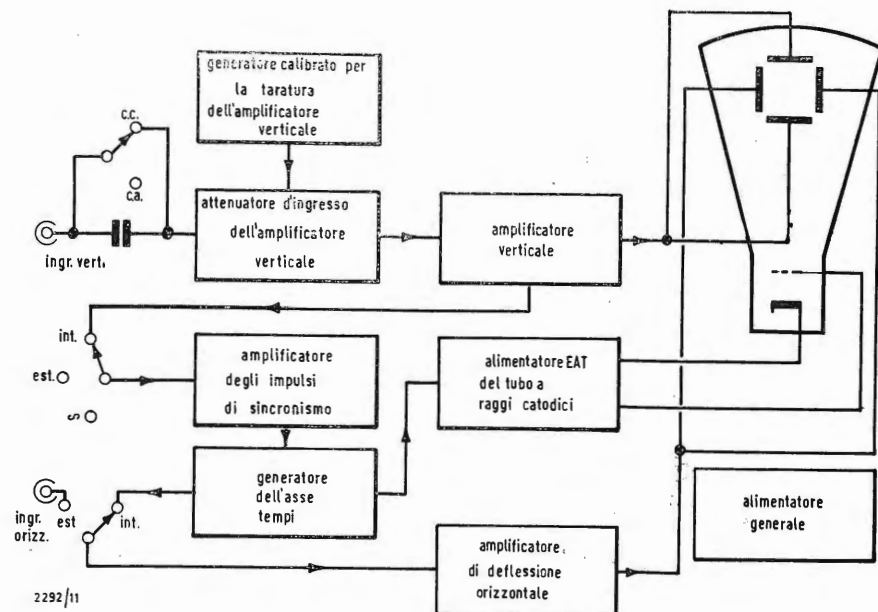 generatore calibrato per
la taratura
dell'amplificatore
verticale
c.c.
c.a.
ingr. vert.
attenuatore d'ingresso
dell'amplificatore
verticale
amplificatore
verticale
int.
est.
S
amplificatore
degli impulsi
di sincronismo
alimentatore EAT
del tubo a
raggi catodici
ingr.
orizz.
est
int.
generatore
dell'asse
tempi
amplificatore
di deflessione
orizzontale
alimentatore
generale
2292/11